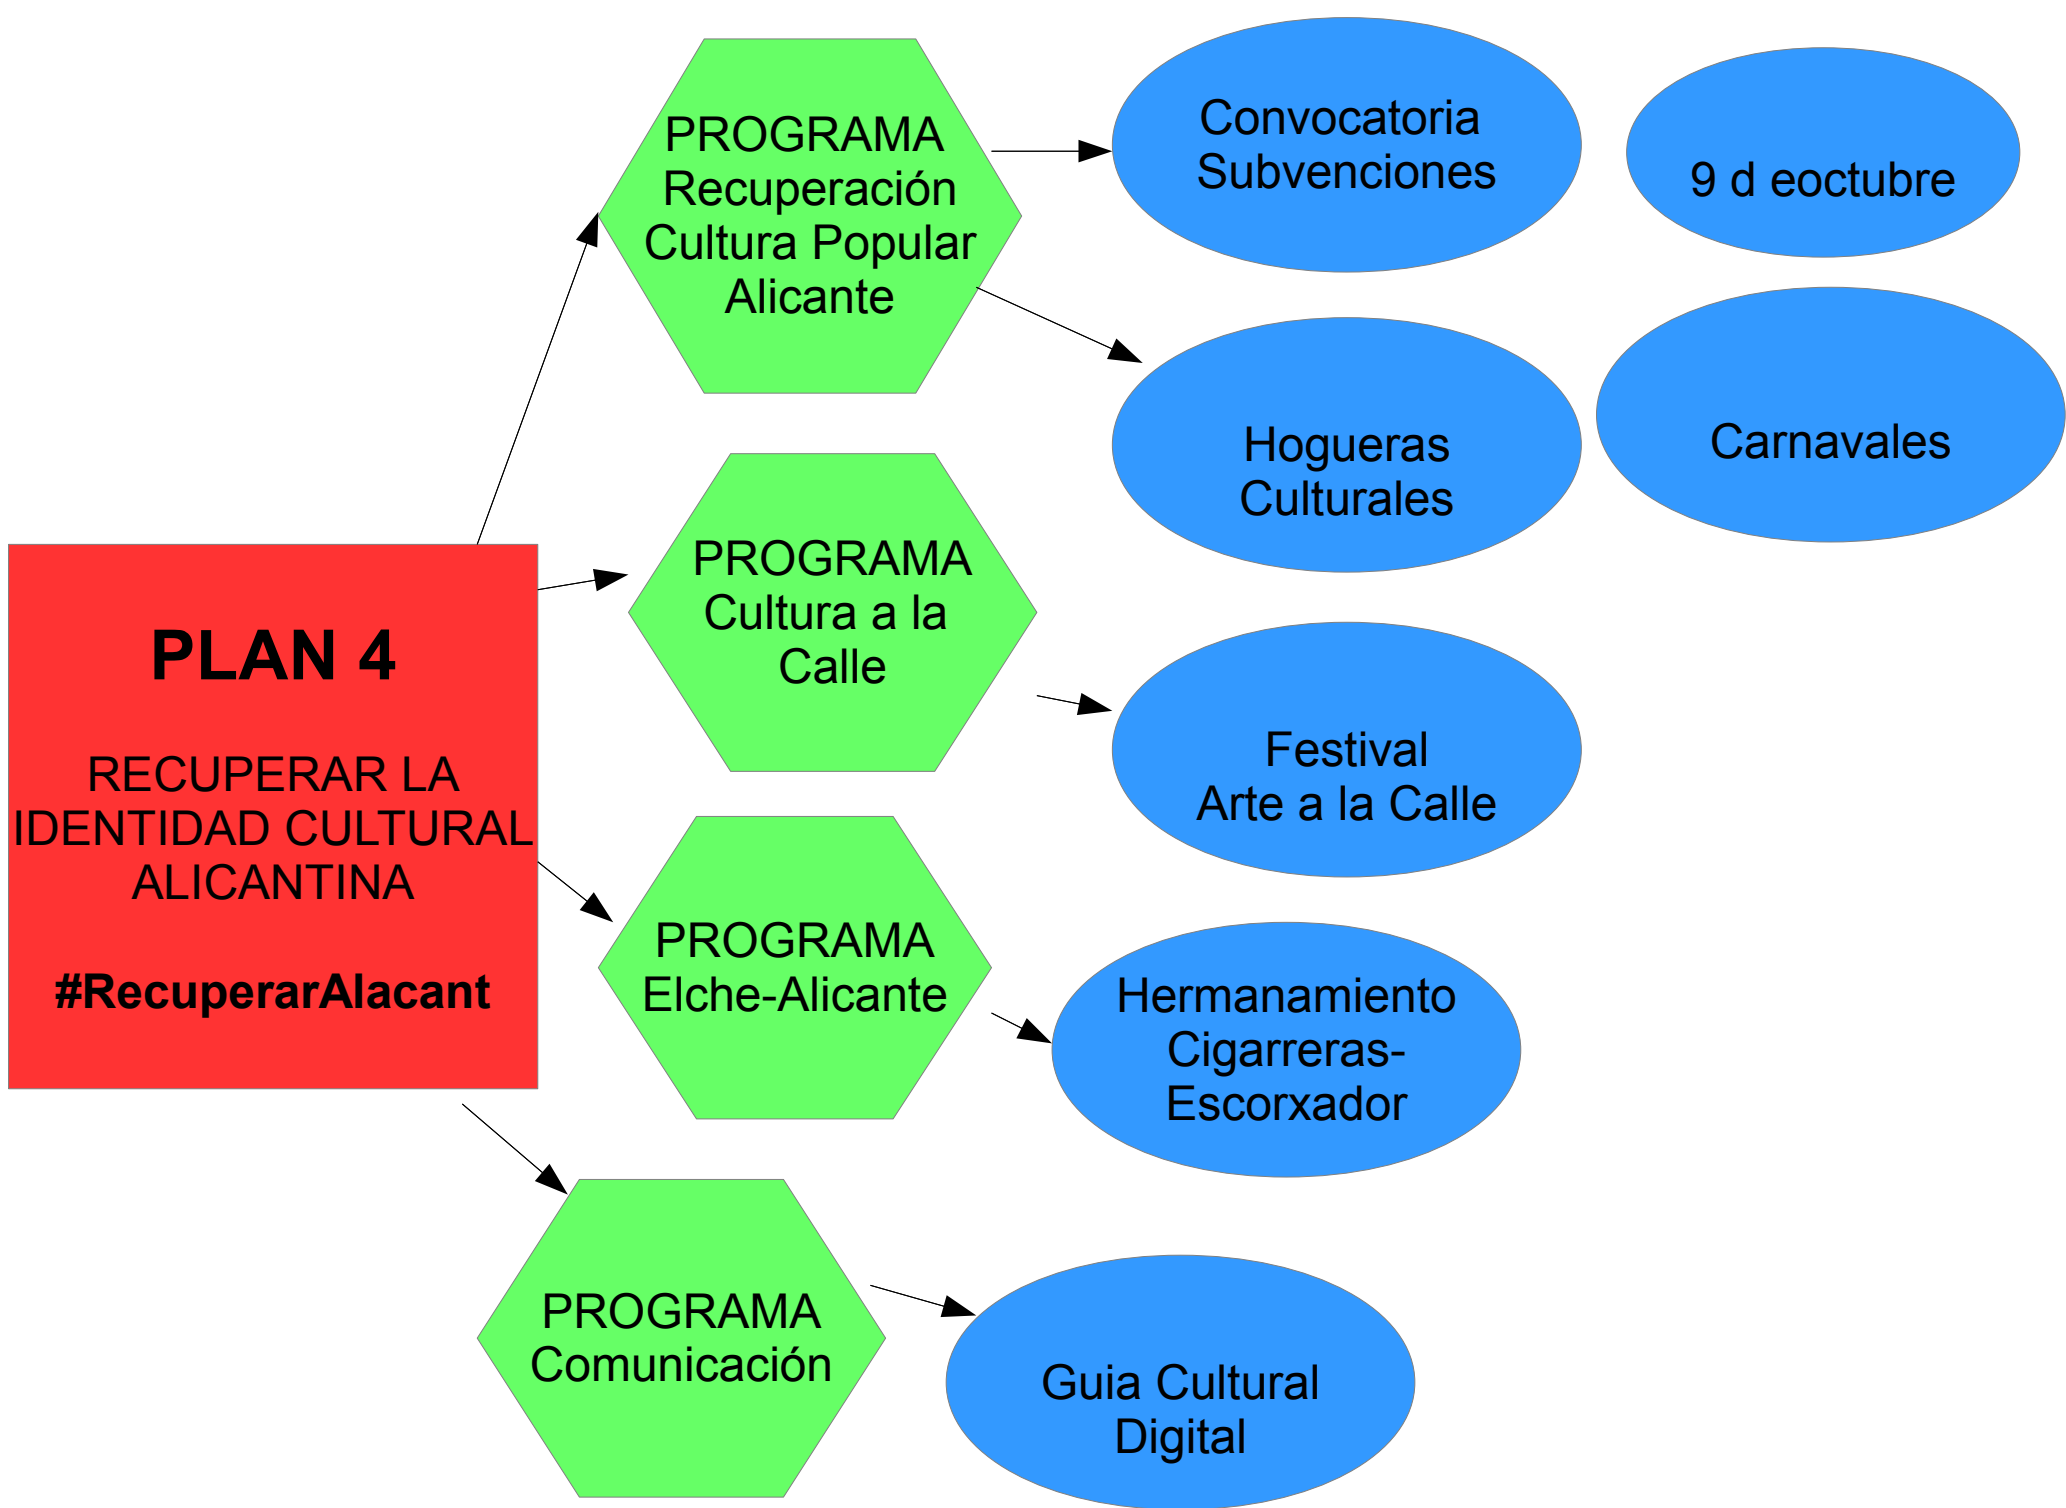 PLAN 4
RECUPERAR LA
IDENTIDAD CULTURAL
ALICANTINA
#RecuperarAlacant
PROGRAMA
Recuperación
Cultura Popular
Alicante
Convocatoria
Subvenciones
9 d eoctubre
Hogueras
Culturales
Carnavales
PROGRAMA
Cultura a la
Calle
Festival
Arte a la Calle
PROGRAMA
Elche-Alicante
Hermanamiento
Cigarreras-
Escorxador
PROGRAMA
Comunicación
Guia Cultural
Digital